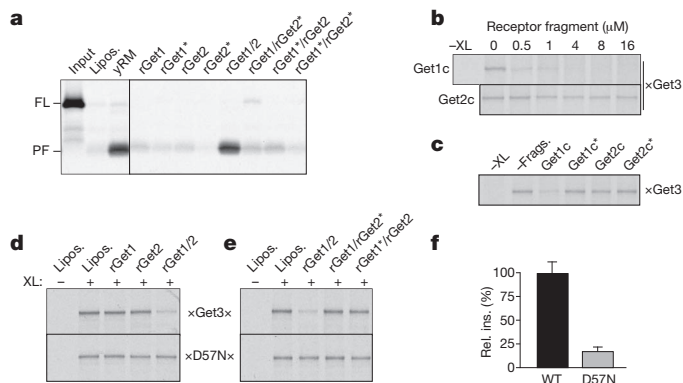 a
Input
Lipos.
yRM
rGet1
rGet1*
rGet2
rGet2*
rGet1/2
rGet1/rGet2*
rGet1*/rGet2
rGet1*/rGet2*
FL
PF
b
Receptor fragment (μM)
–XL 0 0.5 1 4 8 16
Get1c
Get2c
×Get3
c
–XL
–Frags.
Get1c
Get1c*
Get2c
Get2c*
×Get3
d
Lipos.
Lipos.
rGet1
rGet2
rGet1/2
XL: – + + + +
×Get3×
×D57N×
e
Lipos.
Lipos.
rGet1/2
rGet1/rGet2*
rGet1*/rGet2
– + + + +
f
Rel. ins. (%)
100
75
50
25
0
WT D57N